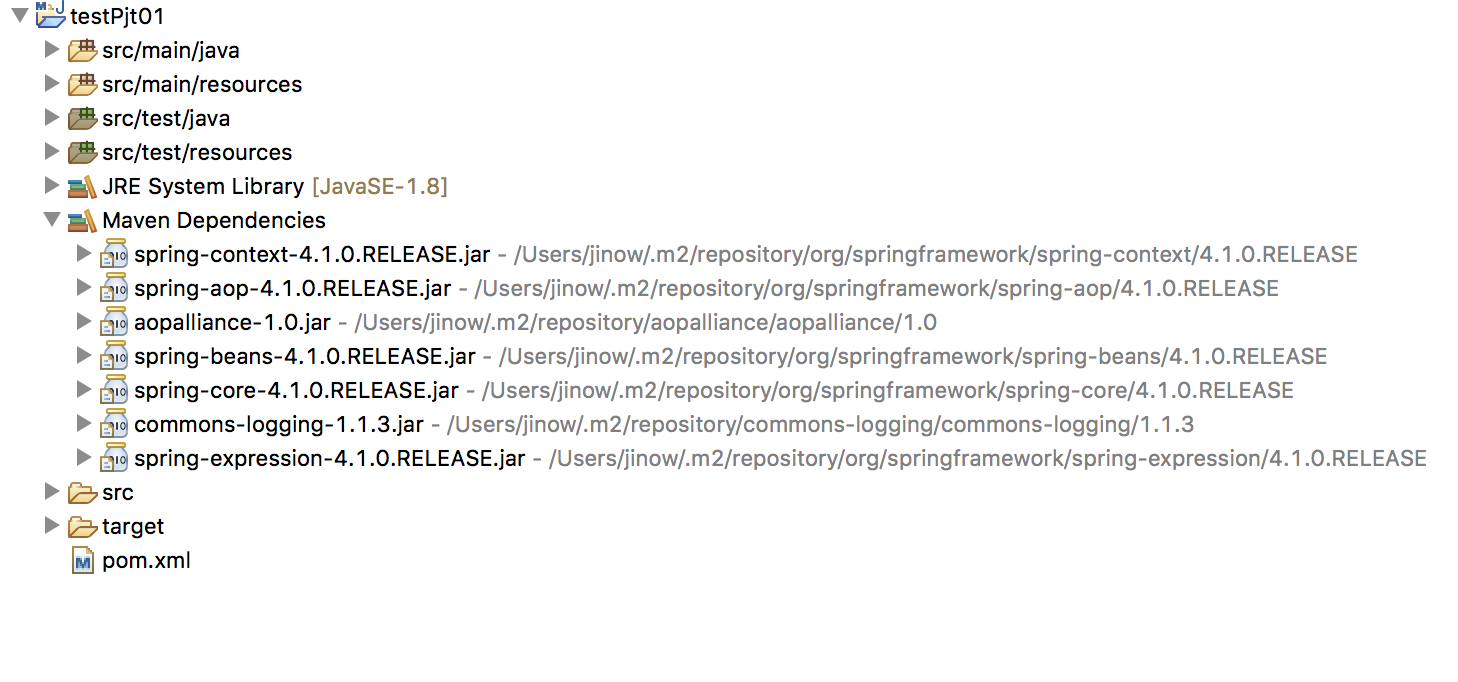 testPjt01
src/main/java
src/main/resources
src/test/java
src/test/resources
JRE System Library [JavaSE-1.8]
Maven Dependencies
spring-context-4.1.0.RELEASE.jar - /Users/jinow/.m2/repository/org/springframework/spring-context/4.1.0.RELEASE
spring-aop-4.1.0.RELEASE.jar - /Users/jinow/.m2/repository/org/springframework/spring-aop/4.1.0.RELEASE
aopalliance-1.0.jar - /Users/jinow/.m2/repository/aopalliance/aopalliance/1.0
spring-beans-4.1.0.RELEASE.jar - /Users/jinow/.m2/repository/org/springframework/spring-beans/4.1.0.RELEASE
spring-core-4.1.0.RELEASE.jar - /Users/jinow/.m2/repository/org/springframework/spring-core/4.1.0.RELEASE
commons-logging-1.1.3.jar - /Users/jinow/.m2/repository/commons-logging/commons-logging/1.1.3
spring-expression-4.1.0.RELEASE.jar - /Users/jinow/.m2/repository/org/springframework/spring-expression/4.1.0.RELEASE
src
target
pom.xml